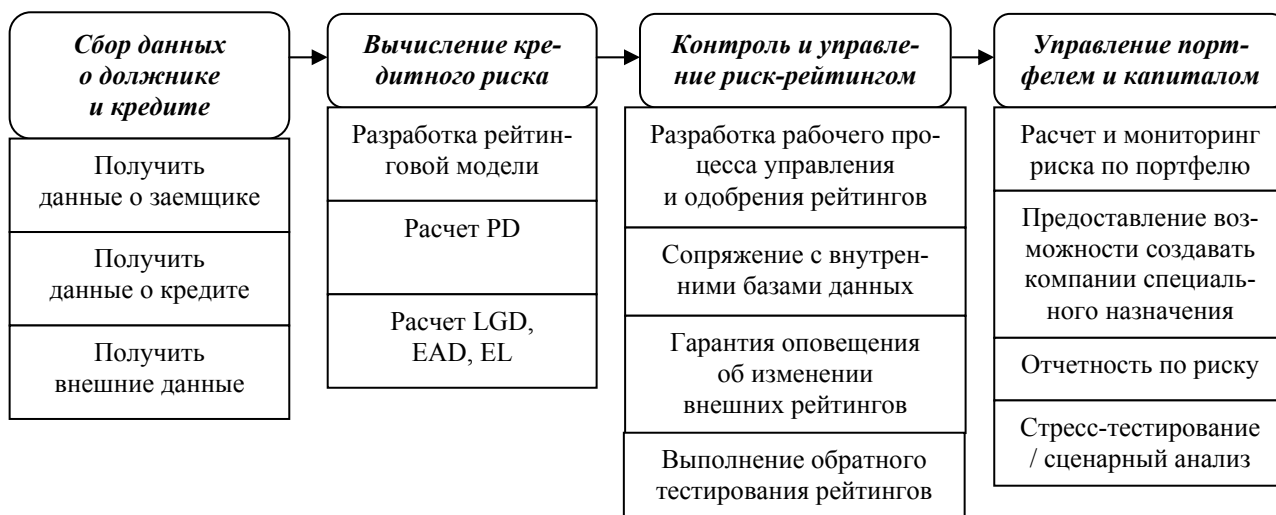 Сбор данных
о должнике
и кредите
Получить
данные о заемщике
Получить
данные о кредите
Получить
внешние данные
Вычисление кре-
дитного риска
Разработка рейтин-
говой модели
Расчет PD
Расчет LGD,
EAD, EL
Контроль и управле-
ние риск-рейтингом
Разработка рабочего про-
цесса управления
и одобрения рейтингов
Сопряжение с внутрен-
ними базами данных
Гарантия оповещения
об изменении
внешних рейтингов
Выполнение обратного
тестирования рейтингов
Управление порт-
фелем и капиталом
Расчет и мониторинг
риска по портфелю
Предоставление воз-
можности создавать
компании специаль-
ного назначения
Отчетность по риску
Стресс-тестирование
/ сценарный анализ